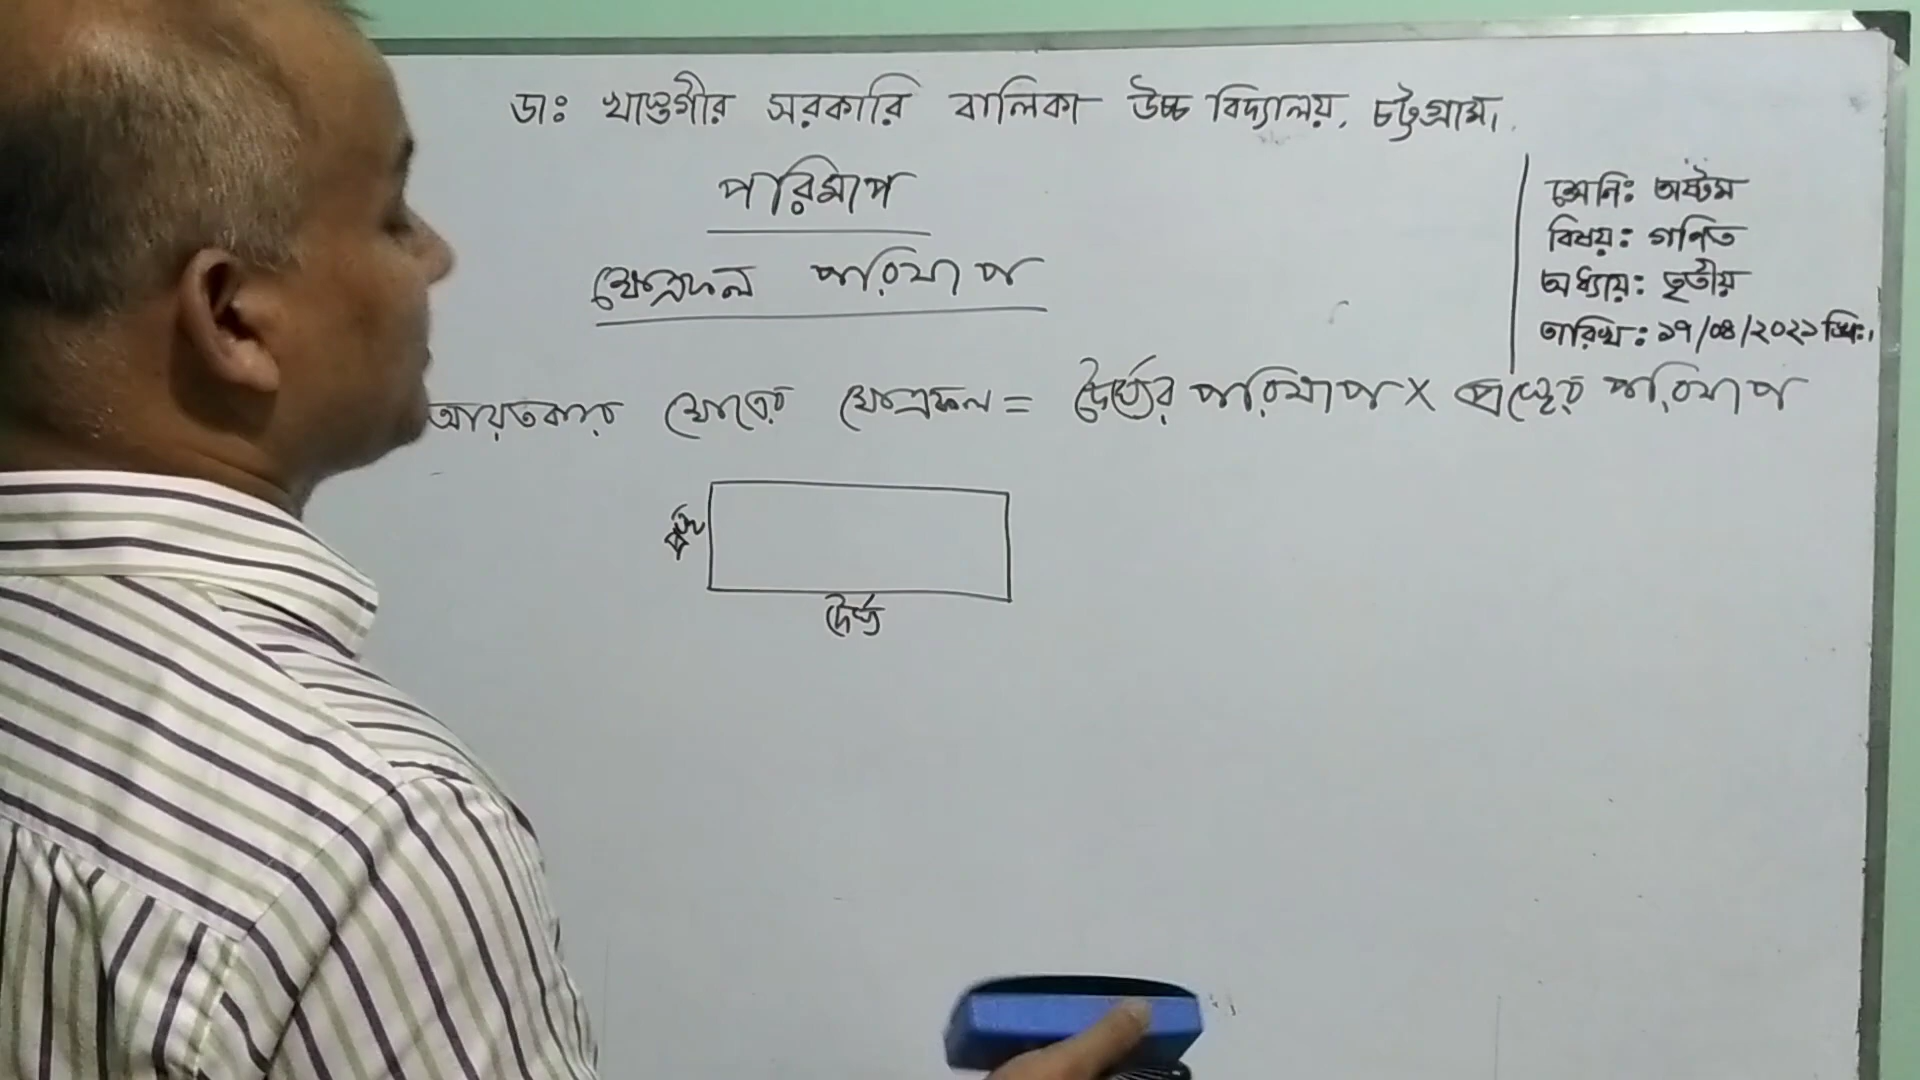 ডাঃ খাস্তগীর সরকারি বালিকা উচ্চ বিদ্যালয়, চট্টগ্রাম।
পরিমাপ
ক্ষেত্রফল পরিমাপ
শ্রেনিঃ অষ্টম
বিষয়ঃ গণিত
অধ্যায়ঃ তৃতীয়
তারিখঃ ১৭/০৪/২০২১ খ্রিঃ।
আয়তকার ক্ষেত্রের ক্ষেত্রফল = দৈর্ঘ্যের পরিমাপ × প্রস্থের পরিমাপ
প্রস্থ
দৈর্ঘ্য